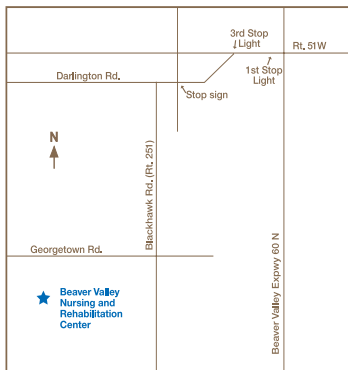 3rd Stop
Light
Rt. 51W
1st Stop
Light
Darlington Rd.
Stop sign
N
Blackhawk Rd. (Rt. 251)
Georgetown Rd.
Beaver Valley Expwy 60 N
Beaver Valley
Nursing and
Rehabilitation
Center